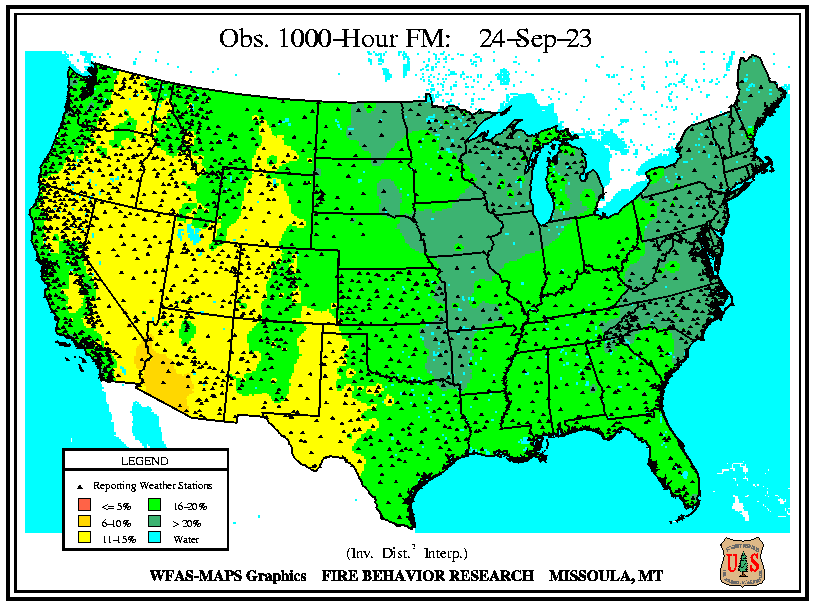 Obs. 1000-Hour FM: 24-Sep-23
LEGEND
Reporting Weather Stations
<= 5% 16-20%
6-10% > 20%
11-15% Water
(Inv. Dist.² Interp.)
WFAS-MAPS Graphics FIRE BEHAVIOR RESEARCH MISSOULA, MT
U S